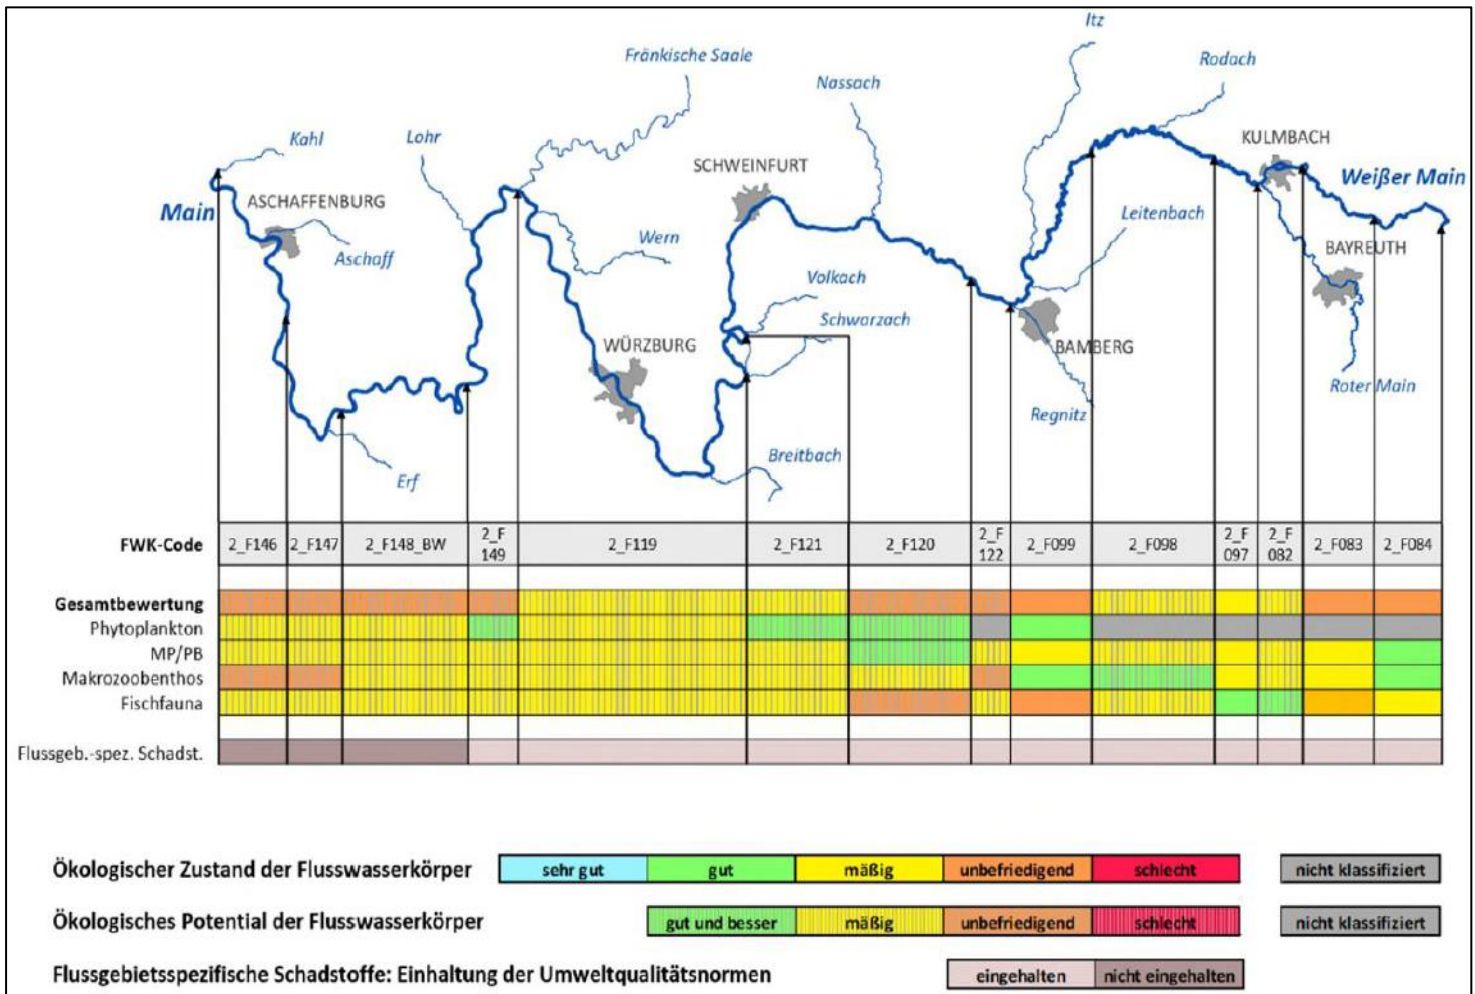 Itz
Fränkische Saale
Rodach
Nassach
Kahl
Lohr
KULMBACH
SCHWEINFURT
Weißer Main
Main
ASCHAFFENBURG
Leitenbach
Wern
BAYREUTH
Aschaff
Volkach
Schwarzach
WÜRZBURG
BAMBERG
Roter Main
Regnitz
Breitbach
Erf
FWK-Code 2_F146 2_F147 2_F148_BW 2_F 149 2_F119 2_F121 2_F120 2_F 122 2_F099 2_F098 2_F 097 2_F 082 2_F083 2_F084
Gesamtbewertung
Phytoplankton
MP/PB
Makrozoobenthos
Fischfauna
Flussgeb.-spez. Schadst.
Ökologischer Zustand der Flusswasserkörper sehr gut gut mäßig unbefriedigend schlecht nicht klassifiziert
Ökologisches Potential der Flusswasserkörper gut und besser mäßig unbefriedigend schlecht nicht klassifiziert
Flussgebietsspezifische Schadstoffe: Einhaltung der Umweltqualitätsnormen eingehalten nicht eingehalten